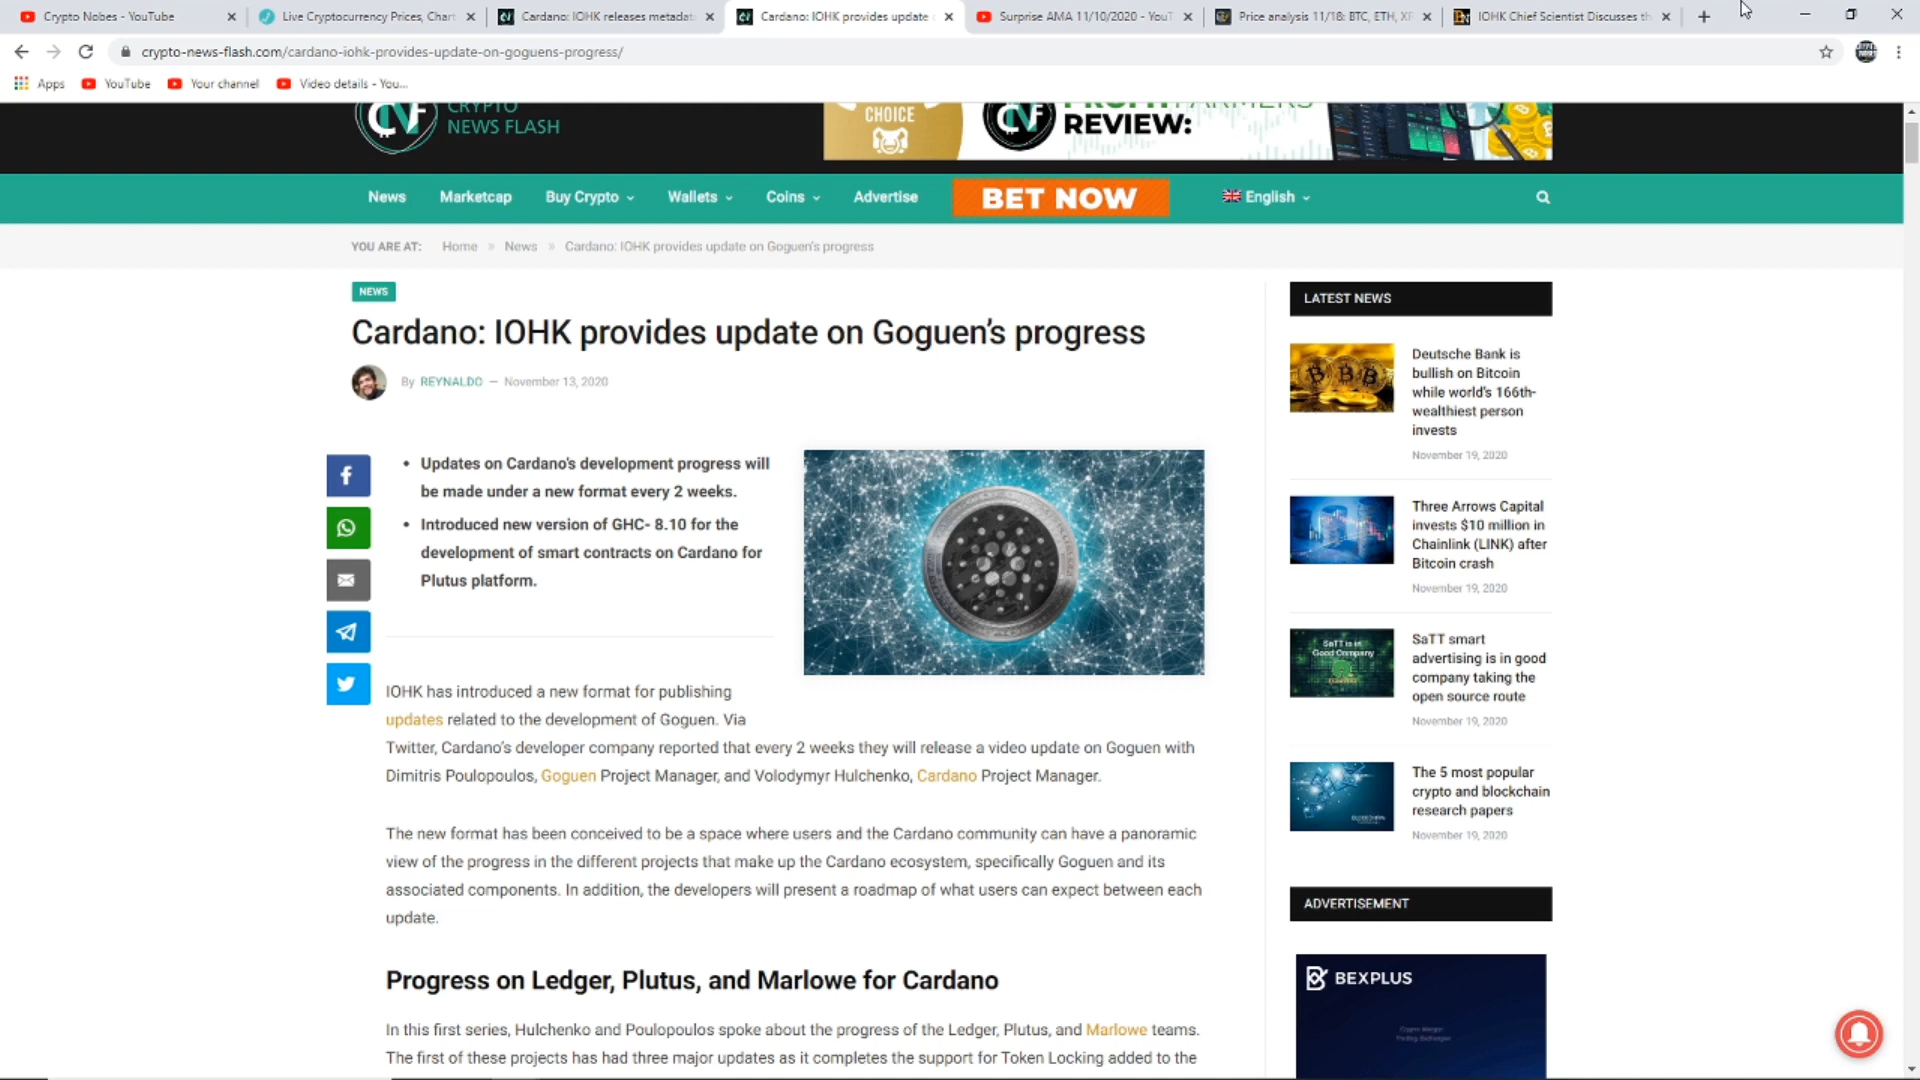 Crypto Nobes - YouTube
Live Cryptocurrency Prices, Chart
Cardano: IOHK releases metadat
Cardano: IOHK provides update
Surprise AMA 11/10/2020 - YouT
Price analysis 11/18: BTC, ETH, XR
IOHK Chief Scientist Discusses th
crypto-news-flash.com/cardano-iohk-provides-update-on-goguens-progress/
Apps
YouTube
Your channel
Video details - You...
CNF
CRYPTO
NEWS FLASH
CHOICE
CNF
REVIEW:
News
Marketcap
Buy Crypto
Wallets
Coins
Advertise
BET NOW
English
YOU ARE AT: Home » News » Cardano: IOHK provides update on Goguen's progress
NEWS
Cardano: IOHK provides update on Goguen's progress
By REYNALDO — November 13, 2020
• Updates on Cardano's development progress will
be made under a new format every 2 weeks.
• Introduced new version of GHC- 8.10 for the
development of smart contracts on Cardano for
Plutus platform.
IOHK has introduced a new format for publishing
updates related to the development of Goguen. Via
Twitter, Cardano's developer company reported that every 2 weeks they will release a video update on Goguen with
Dimitris Poulopoulos, Goguen Project Manager, and Volodymyr Hulchenko, Cardano Project Manager.
The new format has been conceived to be a space where users and the Cardano community can have a panoramic
view of the progress in the different projects that make up the Cardano ecosystem, specifically Goguen and its
associated components. In addition, the developers will present a roadmap of what users can expect between each
update.
Progress on Ledger, Plutus, and Marlowe for Cardano
In this first series, Hulchenko and Poulopoulos spoke about the progress of the Ledger, Plutus, and Marlowe teams.
The first of these projects has had three major updates as it completes the support for Token Locking added to the
LATEST NEWS
Deutsche Bank is
bullish on Bitcoin
while world's 166th-
wealthiest person
invests
November 19, 2020
Three Arrows Capital
invests $10 million in
Chainlink (LINK) after
Bitcoin crash
November 19, 2020
SaTT is in
Good Company
SaTT smart
advertising is in good
company taking the
open source route
November 19, 2020
The 5 most popular
crypto and blockchain
research papers
November 19, 2020
ADVERTISEMENT
BEXPLUS